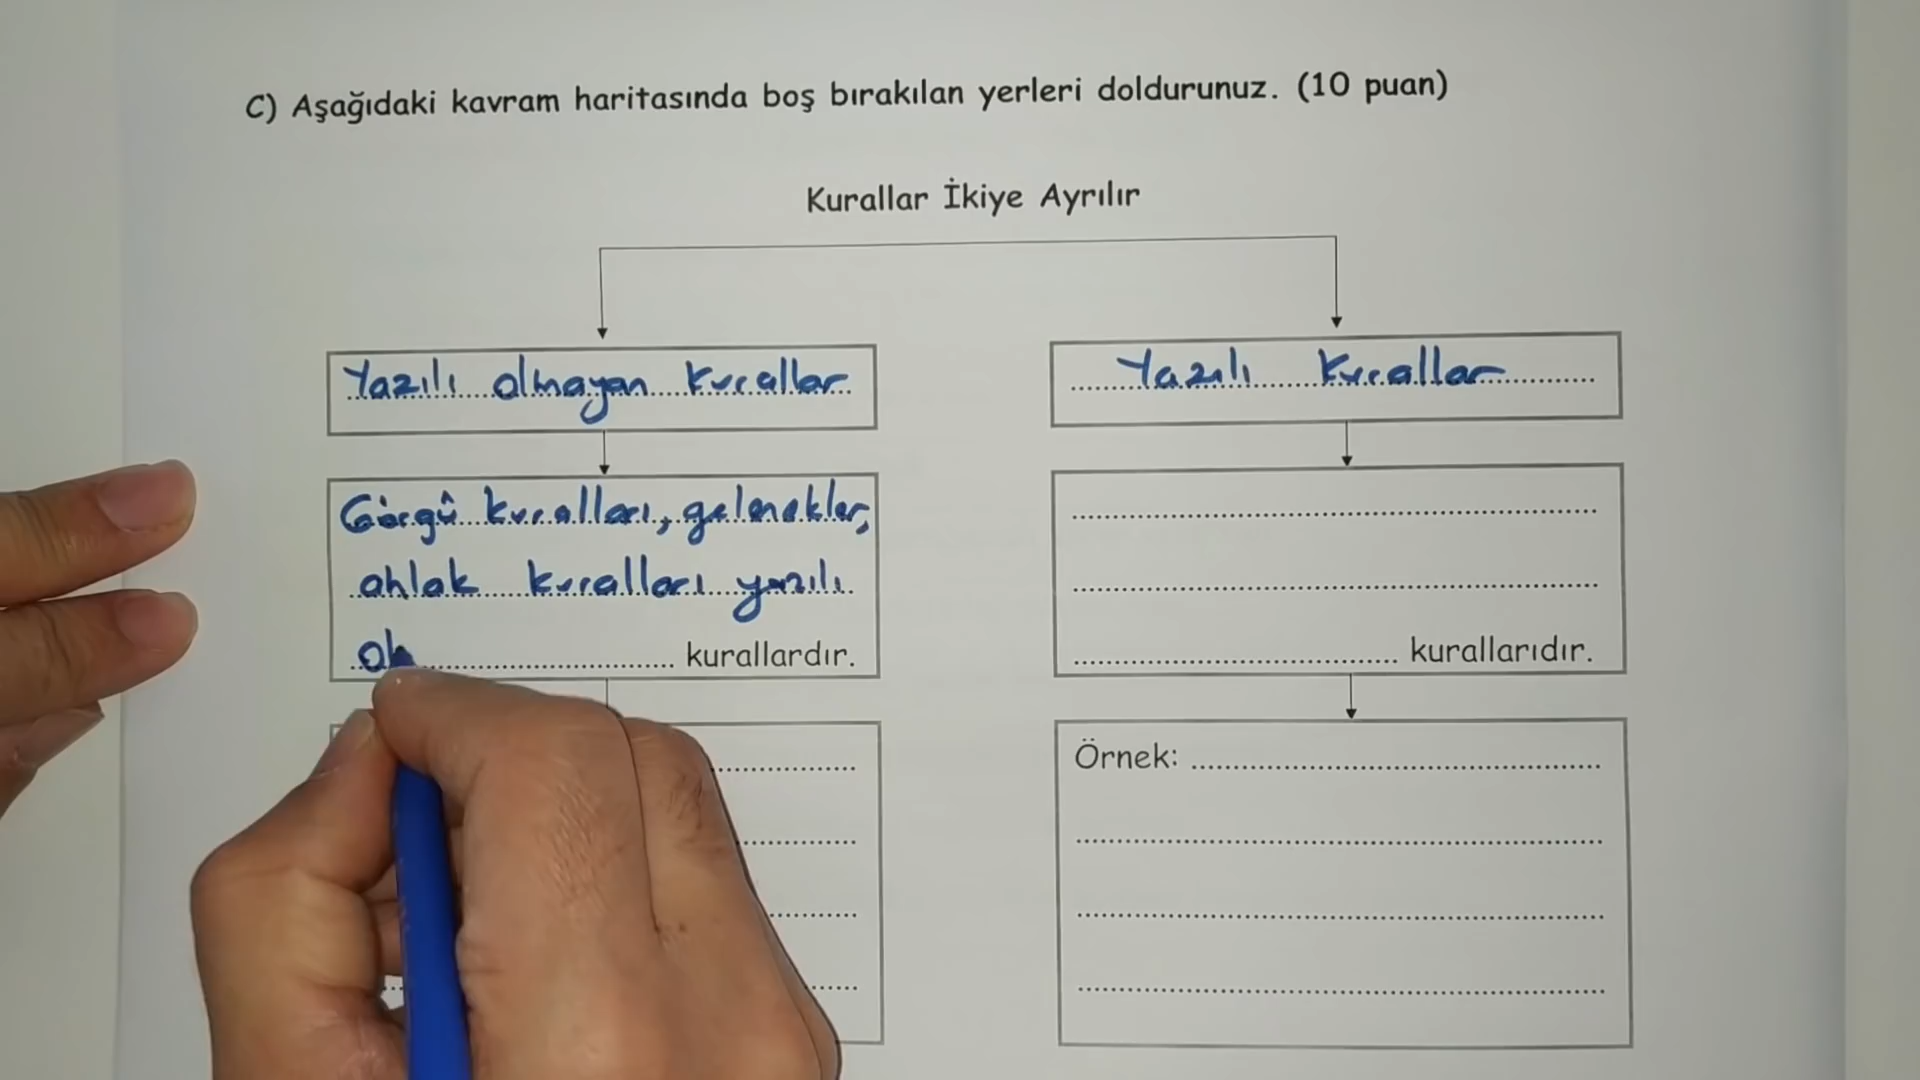 C) Aşağıdaki kavram haritasında boş bırakılan yerleri doldurunuz. (10 puan)
Kurallar İkiye Ayrılır
Yazılı olmayan kurallar
Yazılı kurallar
Görgü kuralları, gelenekler,
ahlak kuralları yazılı
kurallardır.
kurallarıdır.
Örnek: